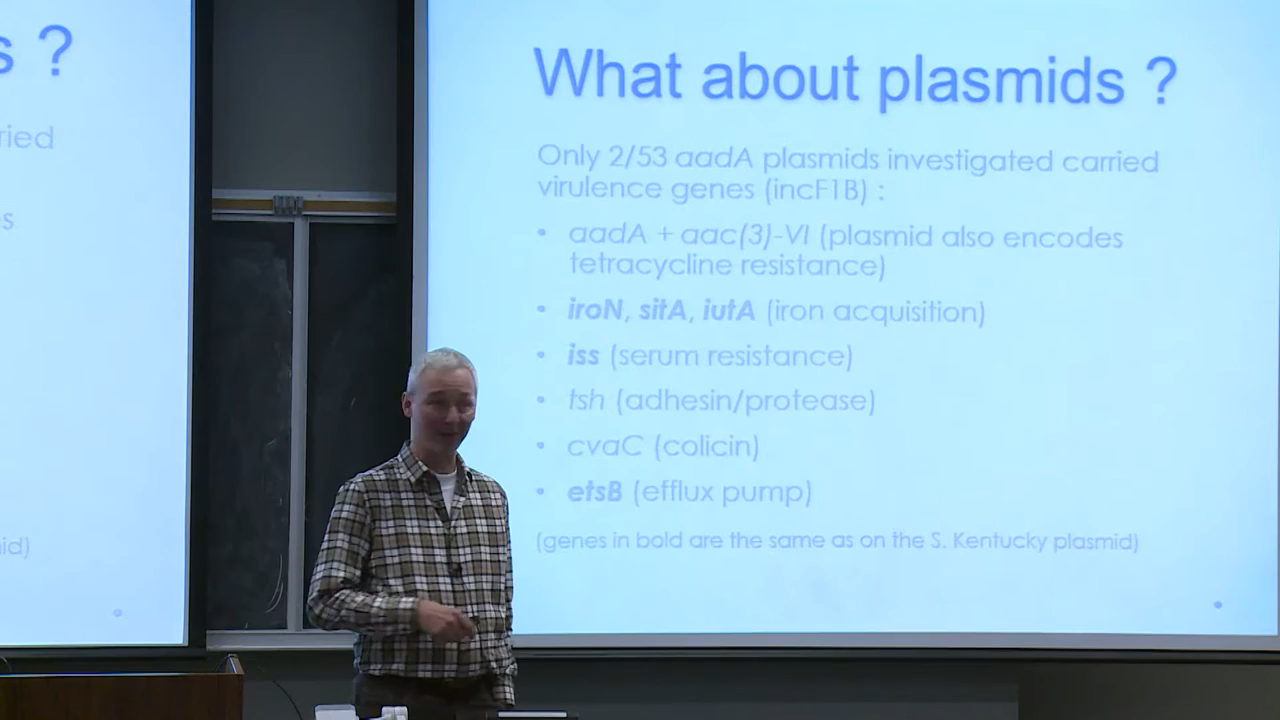 s ?
ried
s
id)
What about plasmids ?
Only 2/53 aadA plasmids investigated carried
virulence genes (incF1B) :
• aadA + aac(3)-VI (plasmid also encodes
tetracycline resistance)
• iroN, sitA, iutA (iron acquisition)
• iss (serum resistance)
• tsh (adhesin/protease)
• cvaC (colicin)
• etsB (efflux pump)
(genes in bold are the same as on the S. Kentucky plasmid)